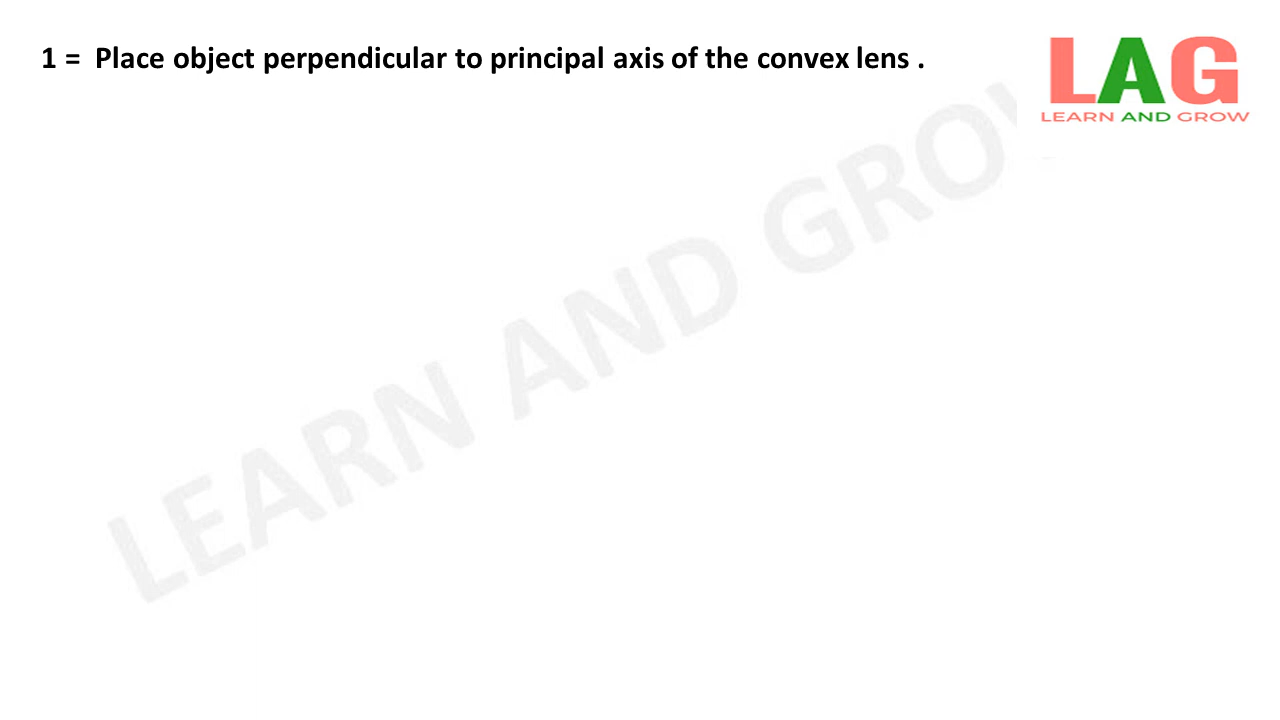 1 = Place object perpendicular to principal axis of the convex lens .
LAG
LEARN AND GROW
LEARN AND GROW